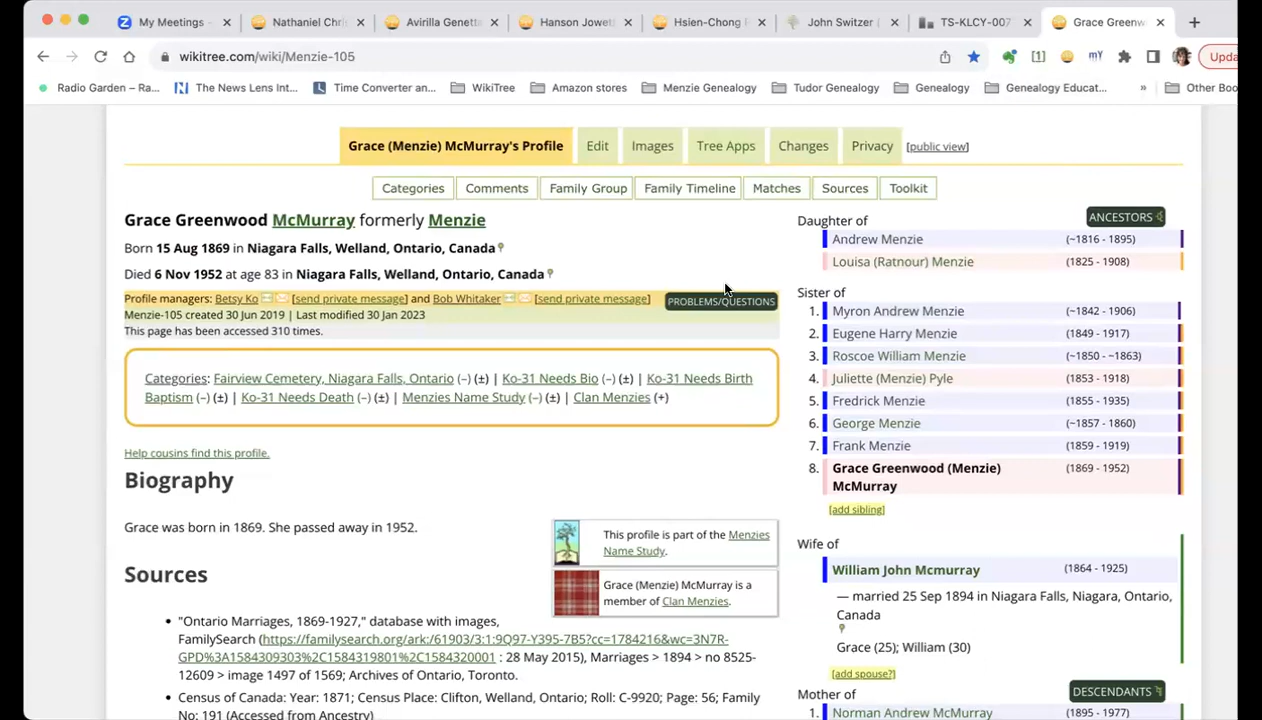 My Meetings -
Nathaniel Chri
Avirilla Genett
Hanson Jowet
Hsien-Chong
John Switzer
TS-KLCY-007
Grace Greenw
wikitree.com/wiki/Menzie-105
Upda
Radio Garden – Ra...
The News Lens Int...
Time Converter an...
WikiTree
Amazon stores
Menzie Genealogy
Tudor Genealogy
Genealogy
Genealogy Educat...
Other Boo
Grace (Menzie) McMurray's Profile
Edit
Images
Tree Apps
Changes
Privacy
[public view]
Categories
Comments
Family Group
Family Timeline
Matches
Sources
Toolkit
Grace Greenwood McMurray formerly Menzie
Born 15 Aug 1869 in Niagara Falls, Welland, Ontario, Canada
Died 6 Nov 1952 at age 83 in Niagara Falls, Welland, Ontario, Canada
Profile managers: Betsy Ko [send private message] and Bob Whitaker [send private message]
PROBLEMS/QUESTIONS
Menzie-105 created 30 Jun 2019 | Last modified 30 Jan 2023
This page has been accessed 310 times.
Categories: Fairview Cemetery, Niagara Falls, Ontario (−) (±) | Ko-31 Needs Bio (−) (±) | Ko-31 Needs Birth
Baptism (−) (±) | Ko-31 Needs Death (−) (±) | Menzies Name Study (−) (±) | Clan Menzies (+)
Help cousins find this profile.
Biography
Grace was born in 1869. She passed away in 1952.
This profile is part of the Menzies
Name Study.
Grace (Menzie) McMurray is a
member of Clan Menzies.
Sources
• "Ontario Marriages, 1869-1927," database with images,
FamilySearch (https://familysearch.org/ark:/61903/3:1:9Q97-Y395-7B5?cc=1784216&wc=3N7R-
GPD%3A1584309303%2C1584319801%2C1584320001 : 28 May 2015), Marriages > 1894 > no 8525-
12609 > image 1497 of 1569; Archives of Ontario, Toronto.
• Census of Canada: Year: 1871; Census Place: Clifton, Welland, Ontario; Roll: C-9920; Page: 56; Family
No: 191 (Accessed from Ancestry)
Daughter of
ANCESTORS
Andrew Menzie (~1816 - 1895)
Louisa (Ratnour) Menzie (1825 - 1908)
Sister of
1. Myron Andrew Menzie (~1842 - 1906)
2. Eugene Harry Menzie (1849 - 1917)
3. Roscoe William Menzie (~1850 - ~1863)
4. Juliette (Menzie) Pyle (1853 - 1918)
5. Fredrick Menzie (1855 - 1935)
6. George Menzie (~1857 - 1860)
7. Frank Menzie (1859 - 1919)
8. Grace Greenwood (Menzie) (1869 - 1952)
McMurray
[add sibling]
Wife of
William John Mcmurray (1864 - 1925)
— married 25 Sep 1894 in Niagara Falls, Niagara, Ontario,
Canada
Grace (25); William (30)
[add spouse?]
Mother of
DESCENDANTS
1. Norman Andrew McMurray (1895 - 1977)